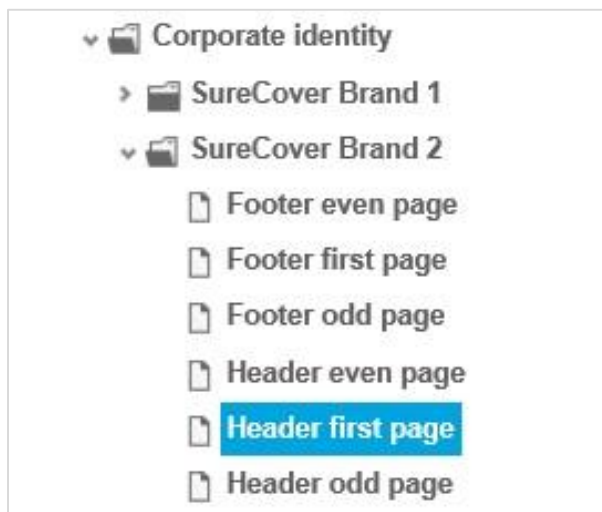 Corporate identity
SureCover Brand 1
SureCover Brand 2
Footer even page
Footer first page
Footer odd page
Header even page
Header first page
Header odd page